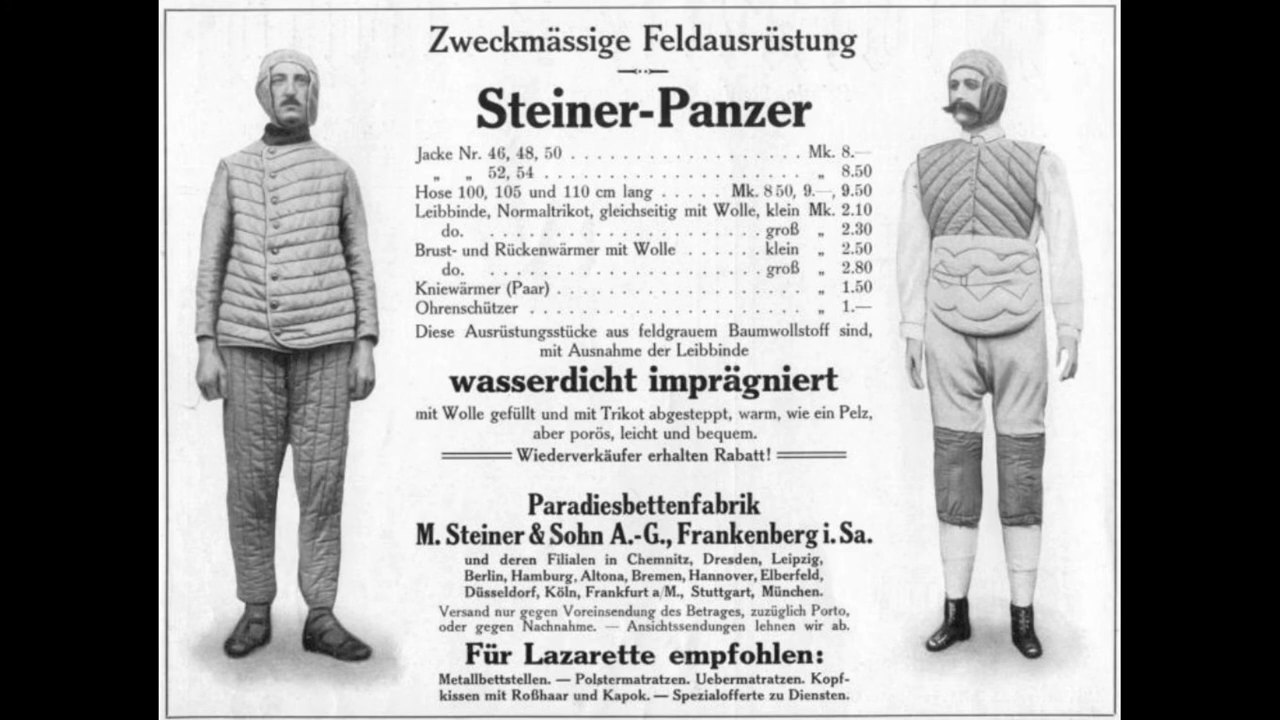 Zweckmässige Feldausrüstung
Steiner-Panzer
Jacke Nr. 46, 48, 50 . . . . . . . . . . . . . . . . . . Mk. 8.—
„ „ 52, 54 . . . . . . . . . . . . . . . . . . . . „ 8.50
Hose 100, 105 und 110 cm lang . . . . . Mk. 8 50, 9.—, 9.50
Leibbinde, Normaltrikot, gleichseitig mit Wolle, klein Mk. 2.10
do. . . . . . . . . . . . . . . . . . . . . . . groß „ 2.30
Brust- und Rückenwärmer mit Wolle . . . . . . klein „ 2.50
do. . . . . . . . . . . . . . . . . . . . . . . groß „ 2.80
Kniewärmer (Paar) . . . . . . . . . . . . . . . . . . . „ 1.50
Ohrenschützer . . . . . . . . . . . . . . . . . . . . . „ 1.—
Diese Ausrüstungsstücke aus feldgrauem Baumwollstoff sind,
mit Ausnahme der Leibbinde
wasserdicht imprägniert
mit Wolle gefüllt und mit Trikot abgesteppt, warm, wie ein Pelz,
aber porös, leicht und bequem.
Wiederverkäufer erhalten Rabatt!
Paradiesbettenfabrik
M. Steiner & Sohn A.-G., Frankenberg i. Sa.
und deren Filialen in Chemnitz, Dresden, Leipzig,
Berlin, Hamburg, Altona, Bremen, Hannover, Elberfeld,
Düsseldorf, Köln, Frankfurt a/M., Stuttgart, München.
Versand nur gegen Voreinsendung des Betrages, zuzüglich Porto,
oder gegen Nachnahme. — Ansichtssendungen lehnen wir ab.
Für Lazarette empfohlen:
Metallbettstellen. — Polstermatratzen. Uebermatratzen. Kopf-
kissen mit Roßhaar und Kapok. — Spezialofferte zu Diensten.